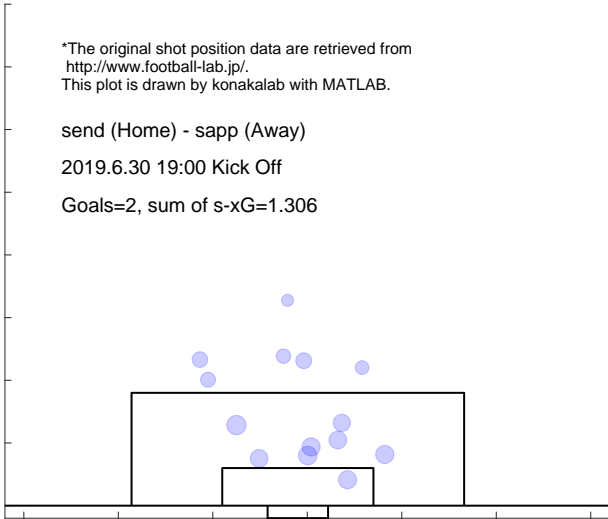 *The original shot position data are retrieved from
http://www.football-lab.jp/.
This plot is drawn by konakalab with MATLAB.
send (Home) - sapp (Away)
2019.6.30 19:00 Kick Off
Goals=2, sum of s-xG=1.306